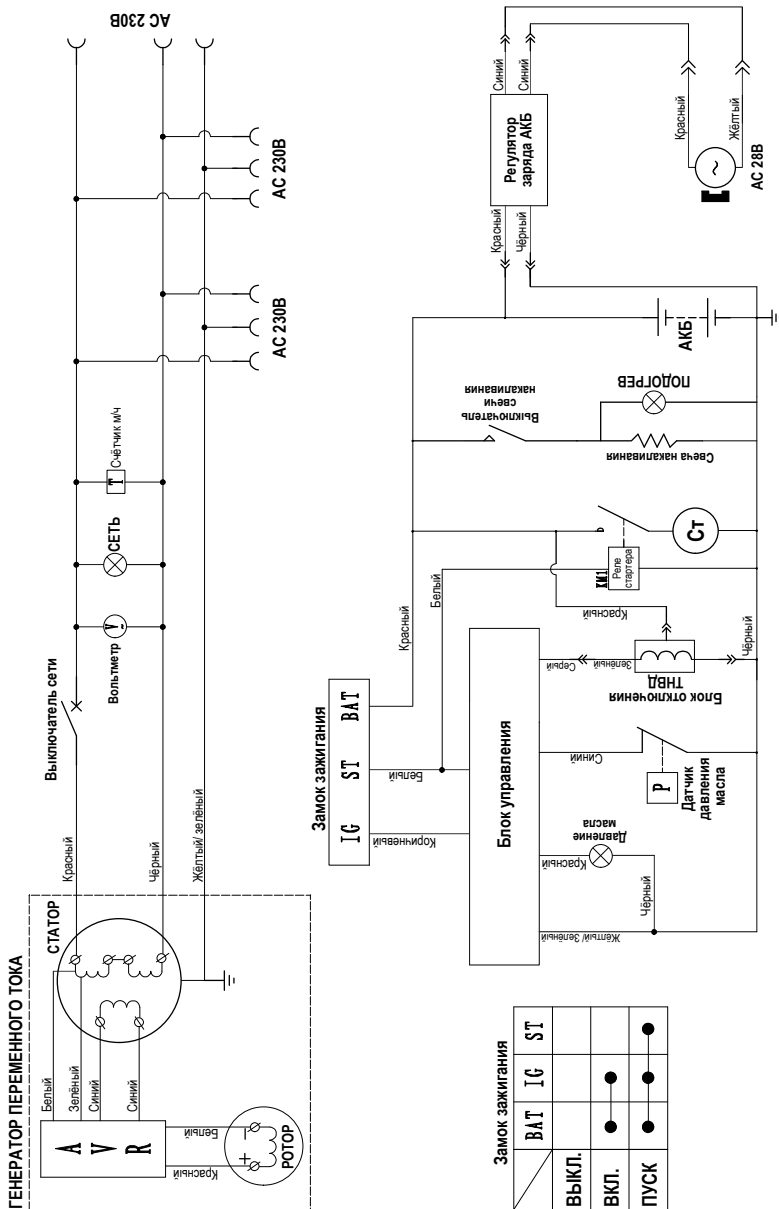 ГЕНЕРАТОР ПЕРЕМЕННОГО ТОКА
A V R
Белый
Зелёный
Синий
Синий
Красный
Белый
+
–
РОТОР
СТАТОР
Красный
Чёрный
Жёлтый/ зелёный
Выключатель сети
Вольтметр
V
~
СЕТЬ
T
Счётчик м/ч
AC 230В
AC 230В
AC 230В
Замок зажигания
BAT IG ST
ВЫКЛ.
ВКЛ.
ПУСК
Замок зажигания
IG ST BAT
Коричневый
Белый
Красный
Белый
Блок управления
Жёлтый/ Зелёный
Красный
Давление
масла
Чёрный
Синий
P
Датчик
давления
масла
Серый
Зелёный
Блок отключения
ТНВД
Красный
Чёрный
KM1
Реле
стартера
Ст
Выключатель
свечи
накаливания
Свеча накаливания
ПОДОГРЕВ
АКБ
Красный
Чёрный
Регулятор
заряда АКБ
Синий
Синий
Красный
Жёлтый
~
AC 28В